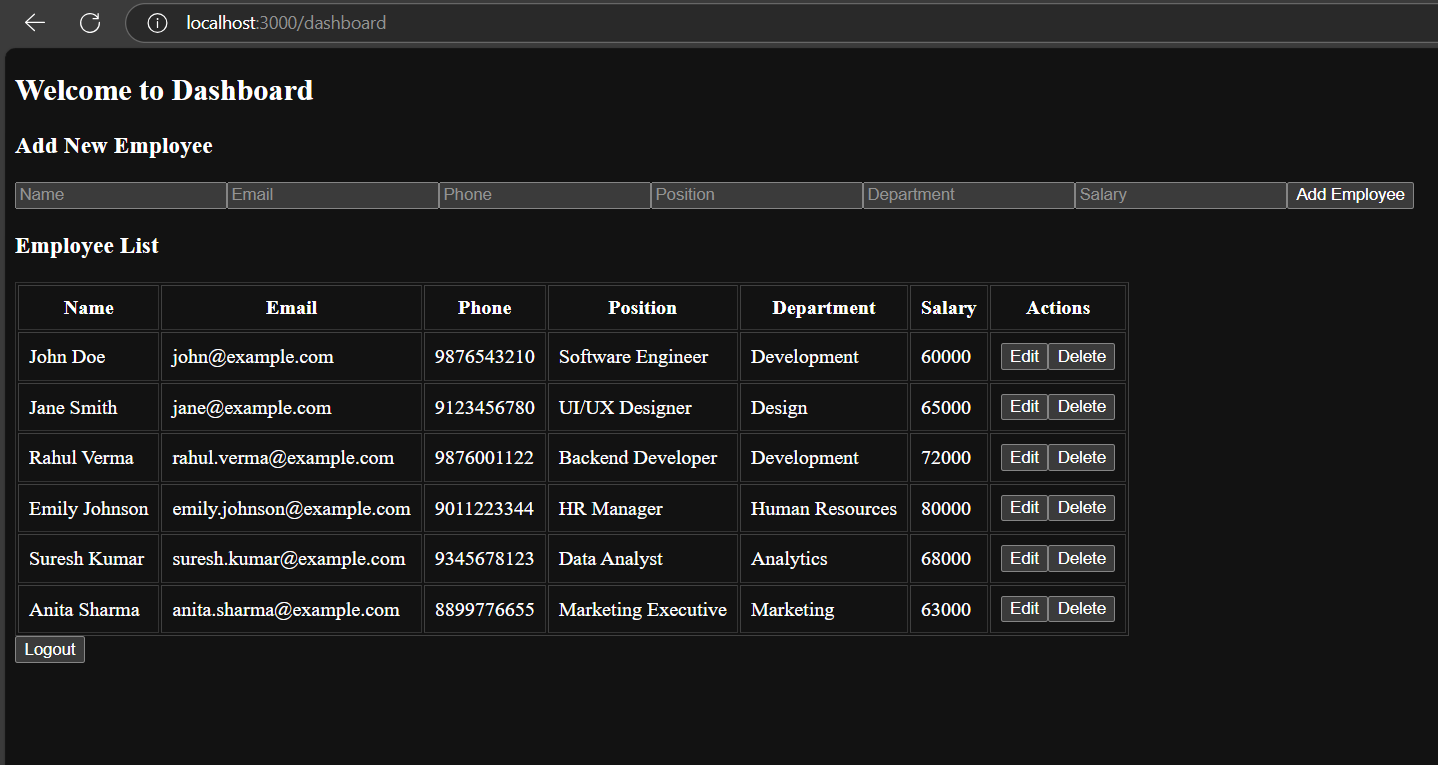 localhost:3000/dashboard
Welcome to Dashboard
Add New Employee
Name Email Phone Position Department Salary Add Employee
Employee List
Name Email Phone Position Department Salary Actions
John Doe john@example.com 9876543210 Software Engineer Development 60000 Edit Delete
Jane Smith jane@example.com 9123456780 UI/UX Designer Design 65000 Edit Delete
Rahul Verma rahul.verma@example.com 9876001122 Backend Developer Development 72000 Edit Delete
Emily Johnson emily.johnson@example.com 9011223344 HR Manager Human Resources 80000 Edit Delete
Suresh Kumar suresh.kumar@example.com 9345678123 Data Analyst Analytics 68000 Edit Delete
Anita Sharma anita.sharma@example.com 8899776655 Marketing Executive Marketing 63000 Edit Delete
Logout